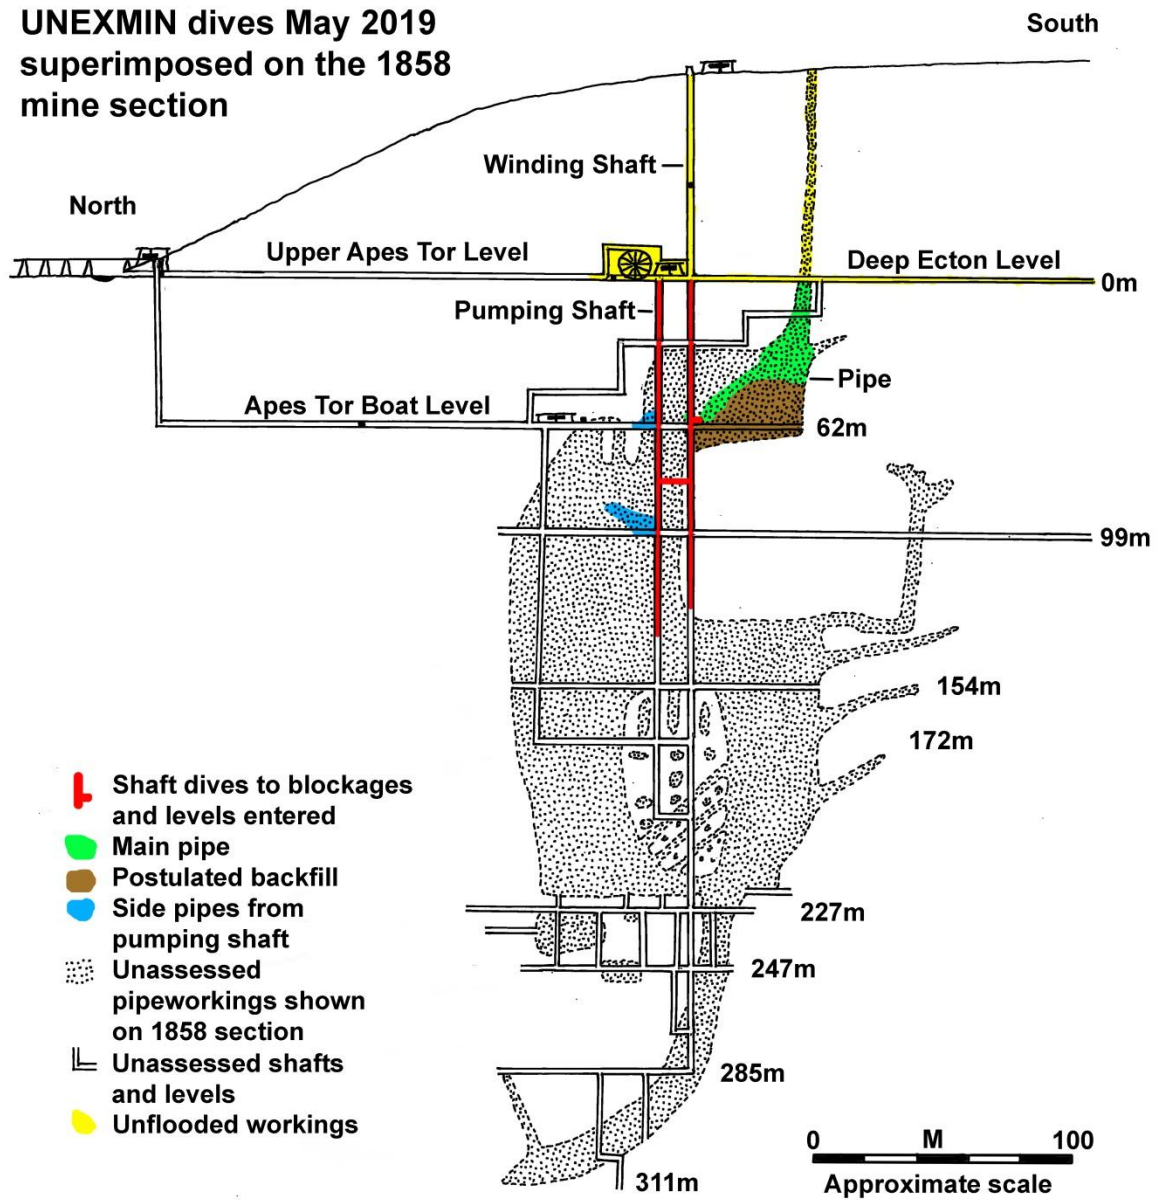 UNEXMIN dives May 2019
superimposed on the 1858
mine section
South
Winding Shaft
North
Upper Apes Tor Level
Deep Ecton Level
0m
Pumping Shaft
Pipe
Apes Tor Boat Level
62m
99m
154m
172m
Shaft dives to blockages
and levels entered
Main pipe
Postulated backfill
Side pipes from
pumping shaft
Unassessed
pipeworkings shown
on 1858 section
Unassessed shafts
and levels
Unflooded workings
227m
247m
285m
311m
0 M 100
Approximate scale